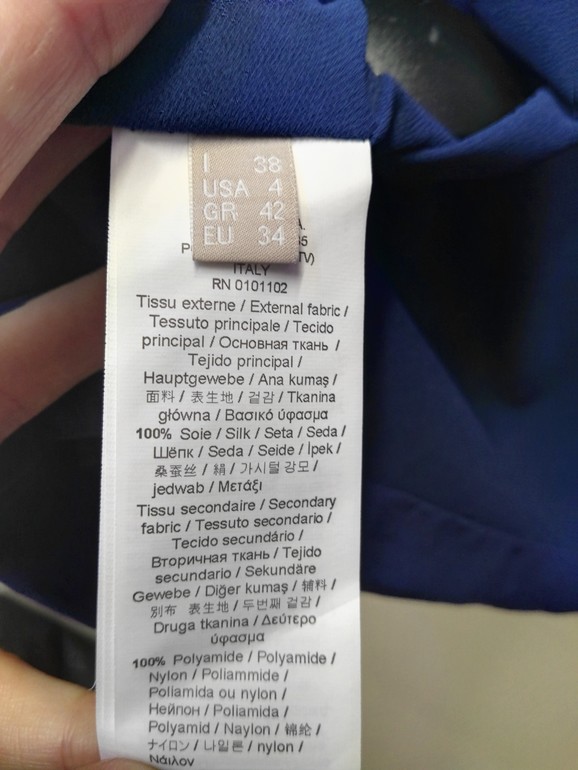 I 38
USA 4
GR 42
EU 34
A.
35
TV)
ITALY
RN 0101102
Tissu externe / External fabric /
Tessuto principale / Tecido
principal / Основная ткань /
Tejido principal /
Hauptgewebe / Ana kumaş /
面料 / 表生地 / 겉감 / Tkanina
główna / Βασικό ύφασμα
100% Soie / Silk / Seta / Seda /
Шёпк / Seda / Seide / İpek /
桑蚕丝 / 絹 / 가시털 강모 /
jedwab / Μετάξι
Tissu secondaire / Secondary
fabric / Tessuto secondario /
Tecido secundário /
Вторичная ткань / Tejido
secundario / Sekundäre
Gewebe / Diğer kumaş / 辅料 /
別布 表生地 / 두번째 겉감 /
Druga tkanina / Δεύτερο
ύφασμα
100% Polyamide / Polyamide /
Nylon / Poliammide /
Poliamida ou nylon /
Нейпон / Poliamida /
Polyamid / Naylon / 锦纶 /
ナイロン / 나일론 / nylon /
Νάιλον